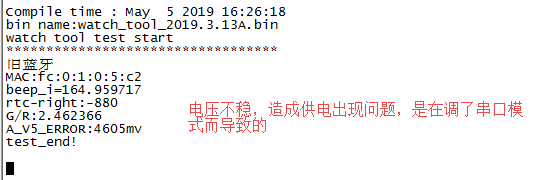 Compile time : May  5 2019 16:26:18
bin name:watch_tool_2019.3.13A.bin
watch tool test start
**********************************
旧蓝牙
MAC:fc:0:1:0:5:c2
beep_i=164.959717
rtc-right:-880
G/R:2.462366
A_V5_ERROR:4605mv
test_end!
电压不稳，造成供电出现问题，是在调了串口模
式而导致的